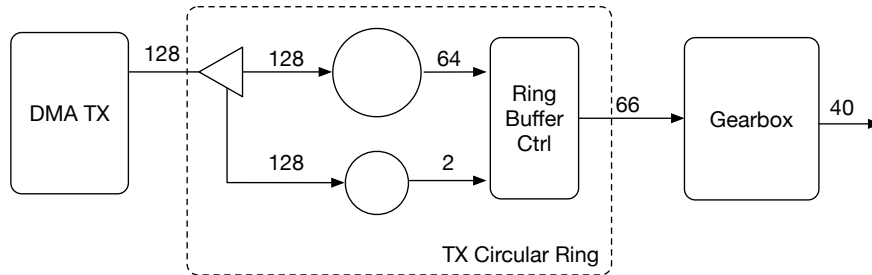 128
128
64
DMA TX
Ring
Buffer
Ctrl
66
Gearbox
40
128
2
TX Circular Ring